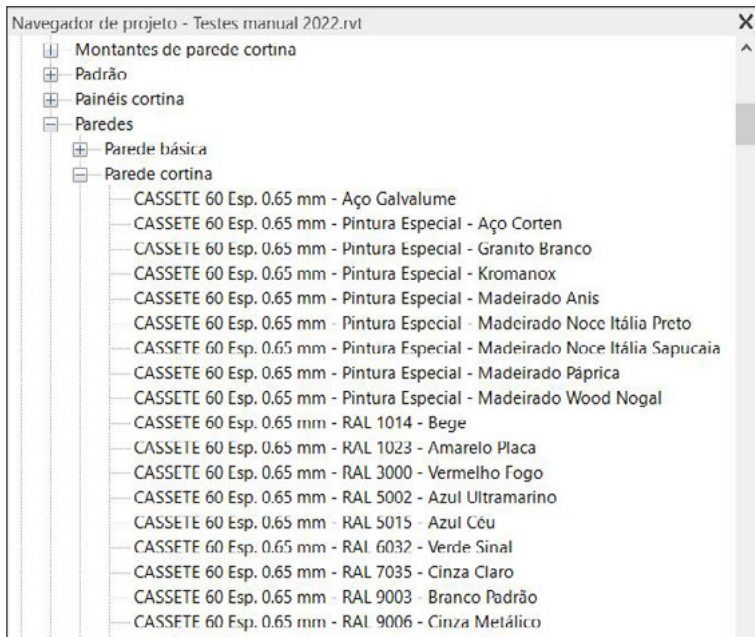 Navegador de projeto - Testes manual 2022.rvt
Montantes de parede cortina
Padrão
Painéis cortina
Paredes
Parede básica
Parede cortina
CASSETE 60 Esp. 0.65 mm - Aço Galvalume
CASSETE 60 Esp. 0.65 mm - Pintura Especial - Aço Corten
CASSETE 60 Esp. 0.65 mm - Pintura Especial - Granito Branco
CASSETE 60 Esp. 0.65 mm - Pintura Especial - Kromanox
CASSETE 60 Esp. 0.65 mm - Pintura Especial - Madeirado Anis
CASSETE 60 Esp. 0.65 mm - Pintura Especial - Madeirado Noce Itália Preto
CASSETE 60 Esp. 0.65 mm - Pintura Especial - Madeirado Noce Itália Sapucaia
CASSETE 60 Esp. 0.65 mm - Pintura Especial - Madeirado Páprica
CASSETE 60 Esp. 0.65 mm - Pintura Especial - Madeirado Wood Nogal
CASSETE 60 Esp. 0.65 mm - RAL 1014 - Bege
CASSETE 60 Esp. 0.65 mm - RAL 1023 - Amarelo Placa
CASSETE 60 Esp. 0.65 mm - RAL 3000 - Vermelho Fogo
CASSETE 60 Esp. 0.65 mm - RAL 5002 - Azul Ultramarino
CASSETE 60 Esp. 0.65 mm - RAL 5015 - Azul Céu
CASSETE 60 Esp. 0.65 mm - RAL 6032 - Verde Sinal
CASSETE 60 Esp. 0.65 mm - RAL 7035 - Cinza Claro
CASSETE 60 Esp. 0.65 mm - RAL 9003 - Branco Padrão
CASSETE 60 Esp. 0.65 mm - RAL 9006 - Cinza Metálico